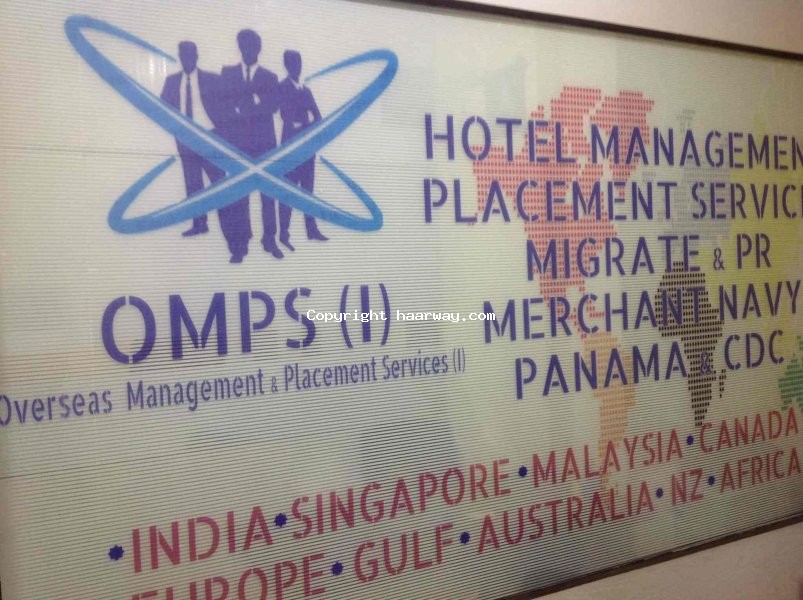 HOTEL MANAGEMEN
PLACEMENT SERVIC
MIGRATE & PR
MERCHANT NAVY
PANAMA & CDC
OMPS (I)
Overseas Management & Placement Services (I)
Copyright haarway.com
•INDIA•SINGAPORE•MALAYSIA•CANADA
EUROPE•GULF•AUSTRALIA•NZ•AFRICA